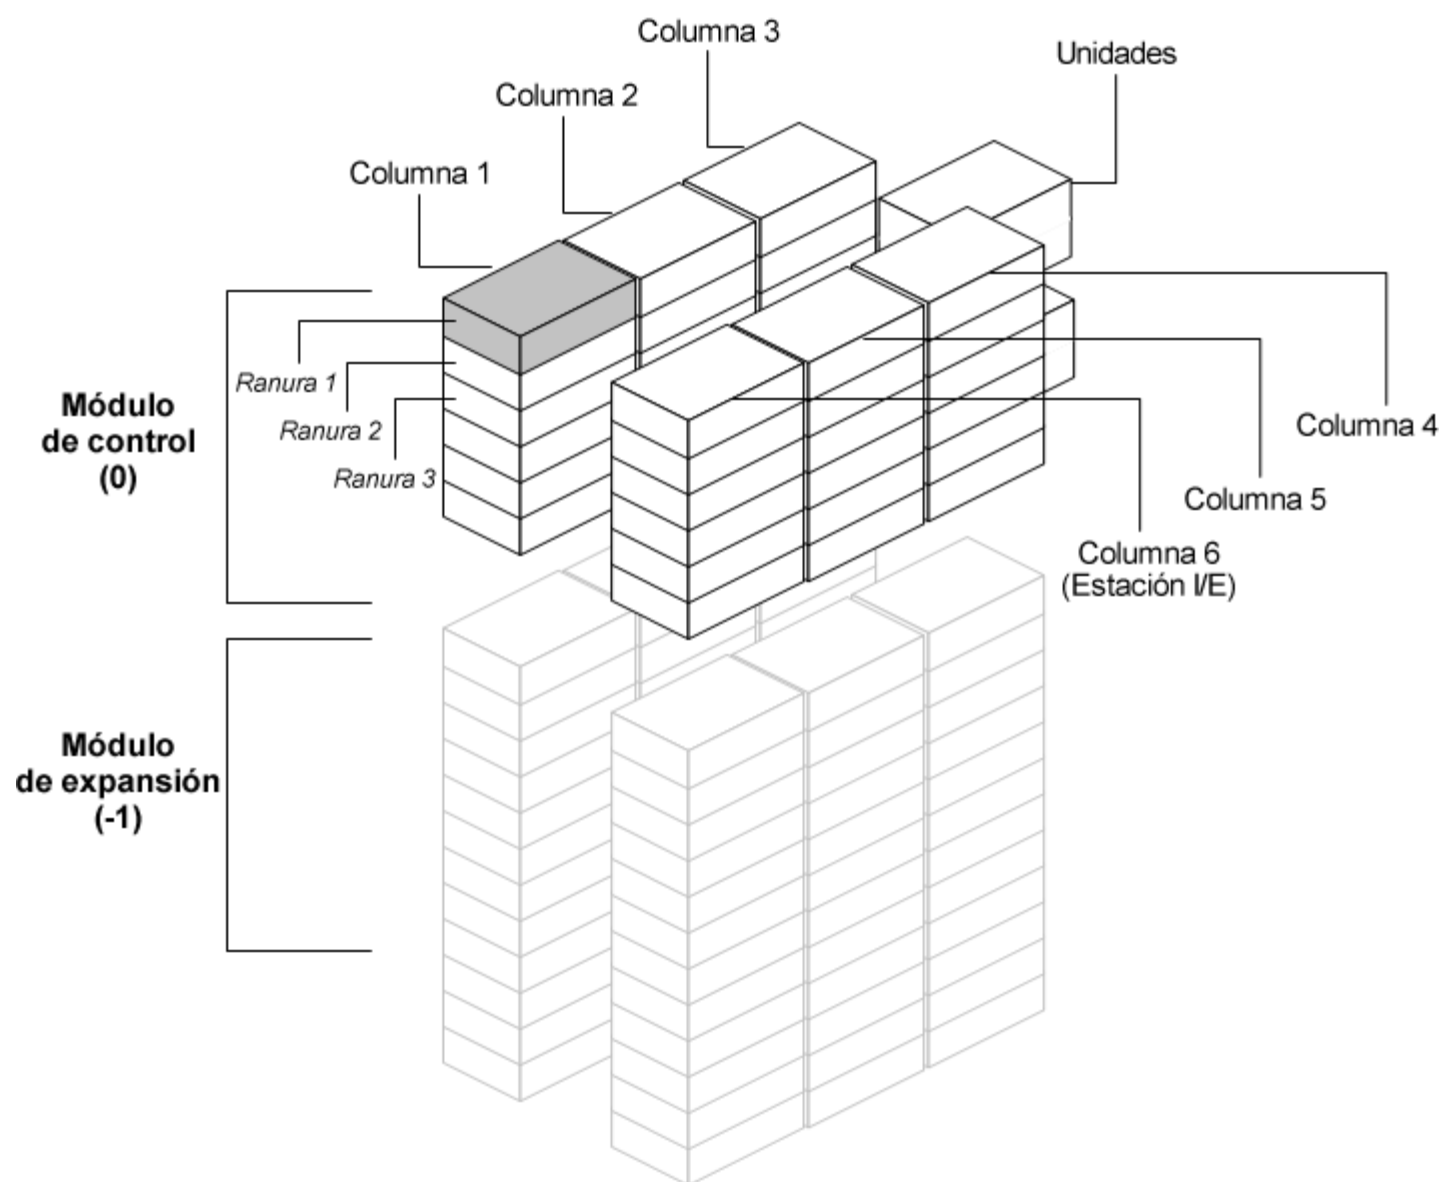 Columna 3
Unidades
Columna 2
Columna 1
Ranura 1
Ranura 2
Ranura 3
Módulo
de control
(0)
Columna 4
Columna 5
Columna 6
(Estación I/E)
Módulo
de expansión
(-1)